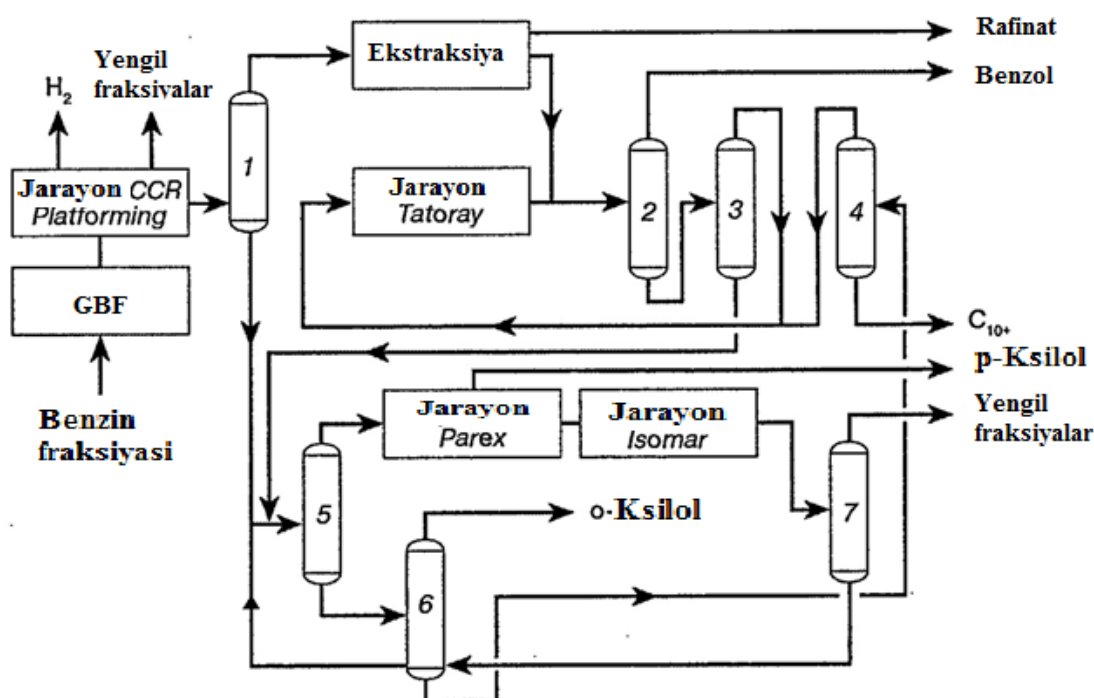 Ekstraksiya
Rafinat
Benzol
Yengil
fraksiyalar
H₂
1
Jarayon CCR
Platforming
Jarayon
Tatoray
2
3
4
GBF
C₁₀₊
p-Ksilol
Benzin
fraksiyasi
Jarayon
Parex
Jarayon
Isomar
Yengil
fraksiyalar
5
o-Ksilol
7
6